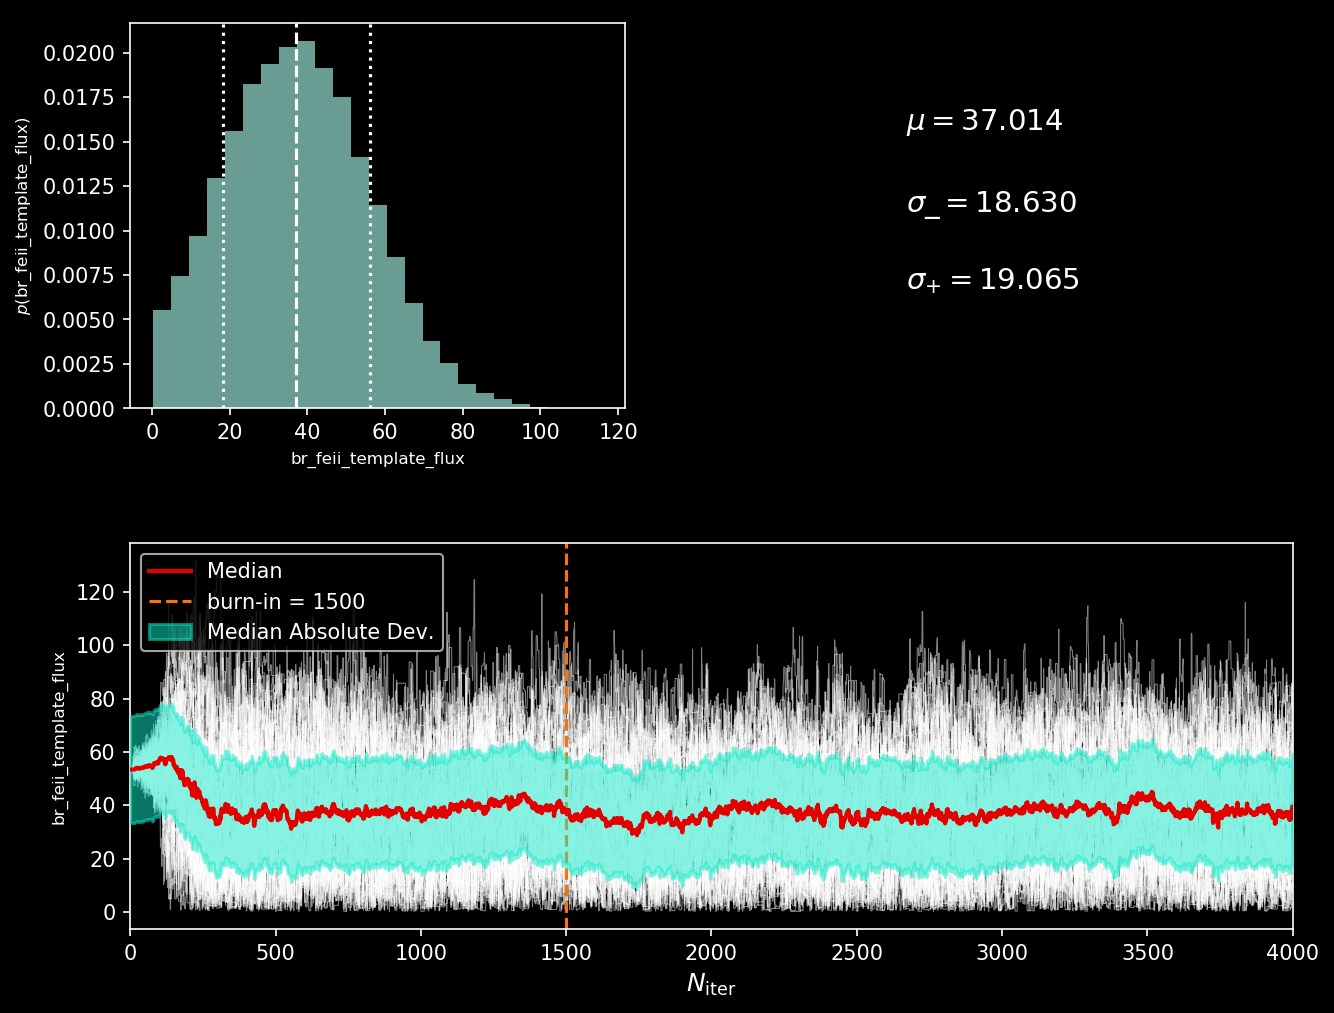 0.0200
0.0175
0.0150
0.0125
0.0100
0.0075
0.0050
0.0025
0.0000
p(br_feii_template_flux)
0 20 40 60 80 100 120
br_feii_template_flux
μ = 37.014
σ_ = 18.630
σ+ = 19.065
Median
burn-in = 1500
Median Absolute Dev.
120
100
80
60
40
20
0
br_feii_template_flux
0 500 1000 1500 2000 2500 3000 3500 4000
Niter